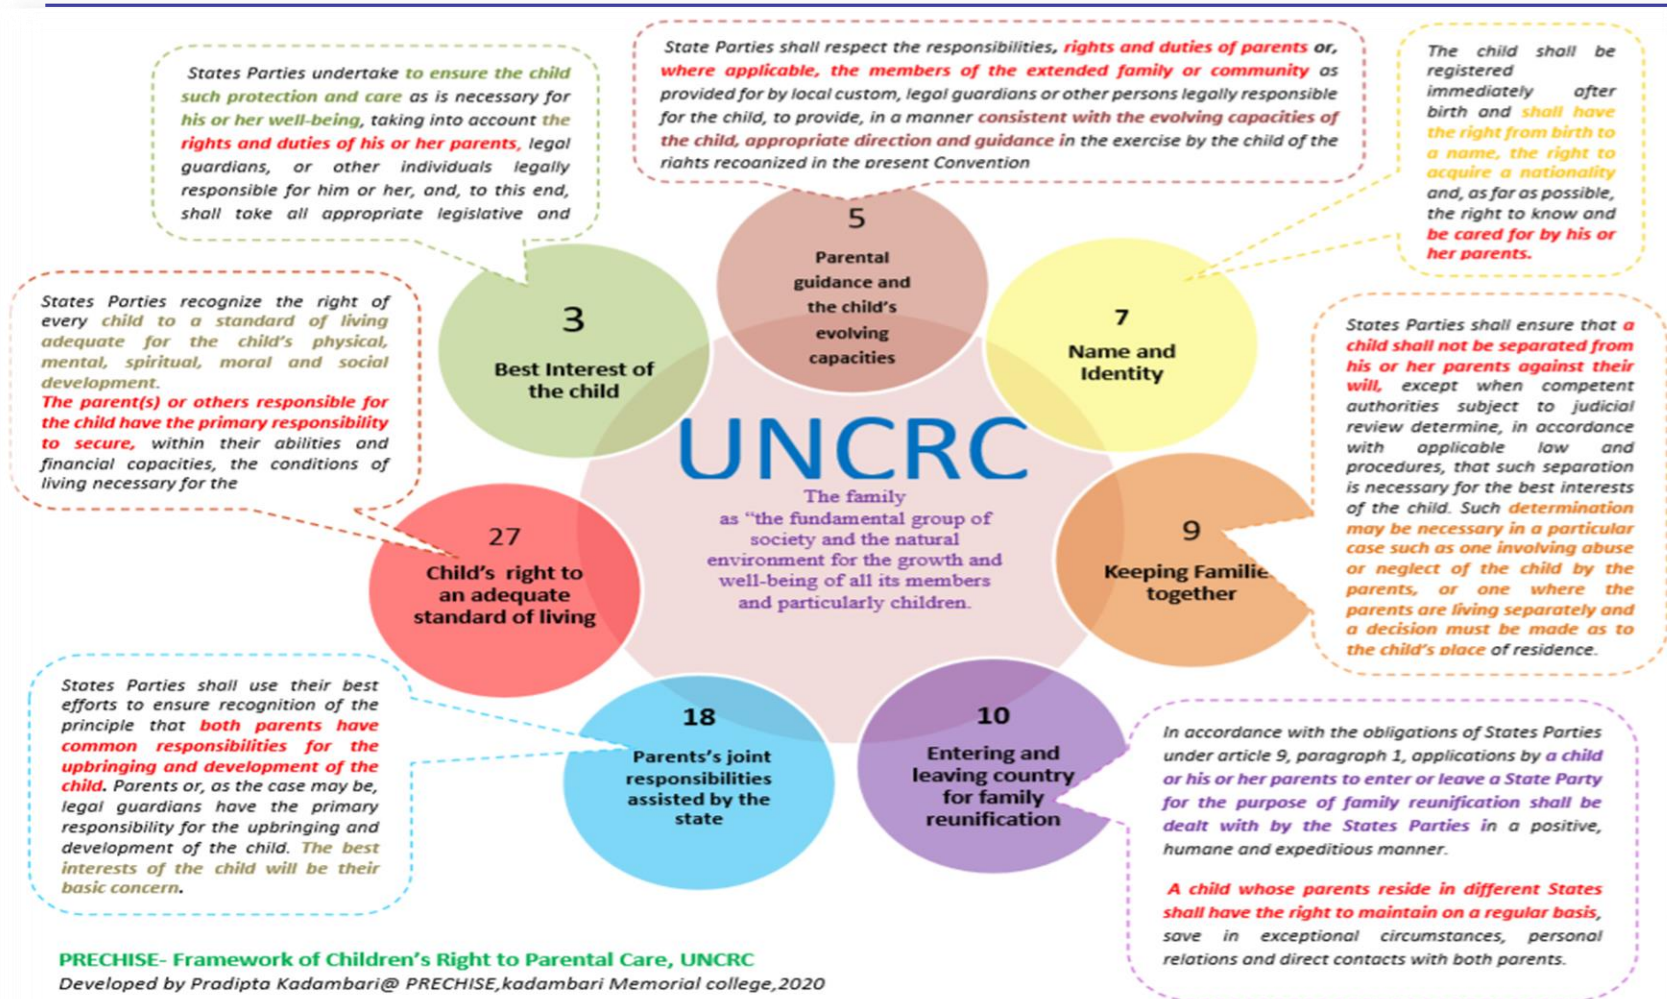 States Parties undertake to ensure the child
such protection and care as is necessary for
his or her well-being, taking into account the
rights and duties of his or her parents, legal
guardians, or other individuals legally
responsible for him or her, and, to this end,
shall take all appropriate legislative and
State Parties shall respect the responsibilities, rights and duties of parents or,
where applicable, the members of the extended family or community as
provided for by local custom, legal guardians or other persons legally responsible
for the child, to provide, in a manner consistent with the evolving capacities of
the child, appropriate direction and guidance in the exercise by the child of the
rights recognized in the present Convention
The child shall be
registered
immediately after
birth and shall have
the right from birth to
a name, the right to
acquire a nationality
and, as far as possible,
the right to know and
be cared for by his or
her parents.
5
Parental
guidance and
the child's
evolving
capacities
3
Best Interest of
the child
7
Name and
Identity
States Parties recognize the right of
every child to a standard of living
adequate for the child's physical,
mental, spiritual, moral and social
development.
The parent(s) or others responsible for
the child have the primary responsibility
to secure, within their abilities and
financial capacities, the conditions of
living necessary for the
States Parties shall ensure that a
child shall not be separated from
his or her parents against their
will, except when competent
authorities subject to judicial
review determine, in accordance
with applicable law and
procedures, that such separation
is necessary for the best interests
of the child. Such determination
may be necessary in a particular
case such as one involving abuse
or neglect of the child by the
parents, or one where the
parents are living separately and
a decision must be made as to
the child's place of residence.
UNCRC
The family
as “the fundamental group of
society and the natural
environment for the growth and
well-being of all its members
and particularly children.
27
Child's right to
an adequate
standard of living
9
Keeping Familie
together
18
Parents's joint
responsibilities
assisted by the
state
10
Entering and
leaving country
for family
reunification
States Parties shall use their best
efforts to ensure recognition of the
principle that both parents have
common responsibilities for the
upbringing and development of the
child. Parents or, as the case may be,
legal guardians have the primary
responsibility for the upbringing and
development of the child. The best
interests of the child will be their
basic concern.
In accordance with the obligations of States Parties
under article 9, paragraph 1, applications by a child
or his or her parents to enter or leave a State Party
for the purpose of family reunification shall be
dealt with by the States Parties in a positive,
humane and expeditious manner.
A child whose parents reside in different States
shall have the right to maintain on a regular basis,
save in exceptional circumstances, personal
relations and direct contacts with both parents.
PRECHISE- Framework of Children's Right to Parental Care, UNCRC
Developed by Pradipta Kadambari@ PRECHISE,kadambari Memorial college,2020